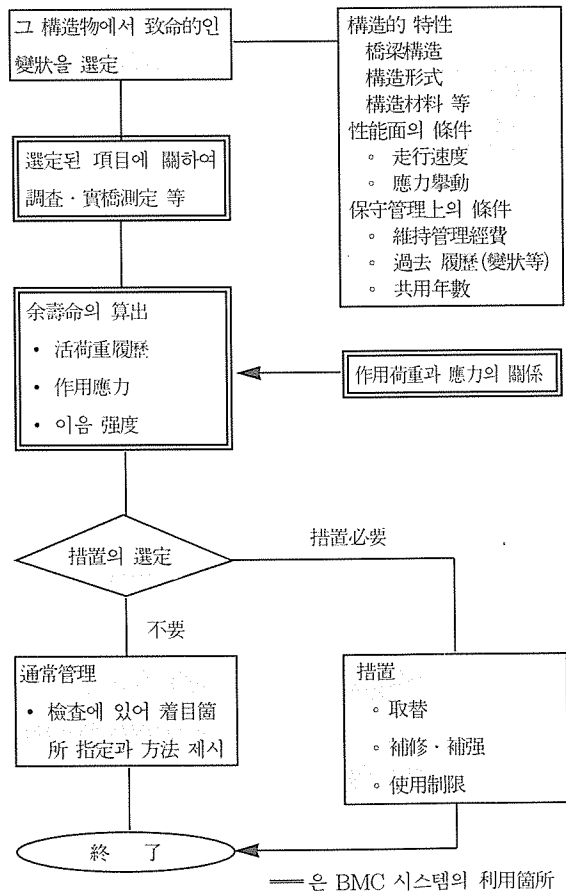 그 構造物에서 致命的인
變狀을 選定
構造的 特性
橋梁構造
構造形式
構造材料 等
性能面의 條件
◦ 走行速度
◦ 應力擧動
保守管理上의 條件
◦ 維持管理經費
◦ 過去 履歷(變狀等)
◦ 共用年數
選定된 項目에 關하여
調査·實橋測定 等
余壽命의 算出
• 活荷重履歷
• 作用應力
• 이음 强度
作用荷重과 應力의 關係
措置의 選定
措置必要
不要
通常管理
• 檢査에 있어 着目箇
所 指定과 方法 제시
措置
◦ 取替
◦ 補修·補强
◦ 使用制限
終 了
══은 BMC 시스템의 利用箇所